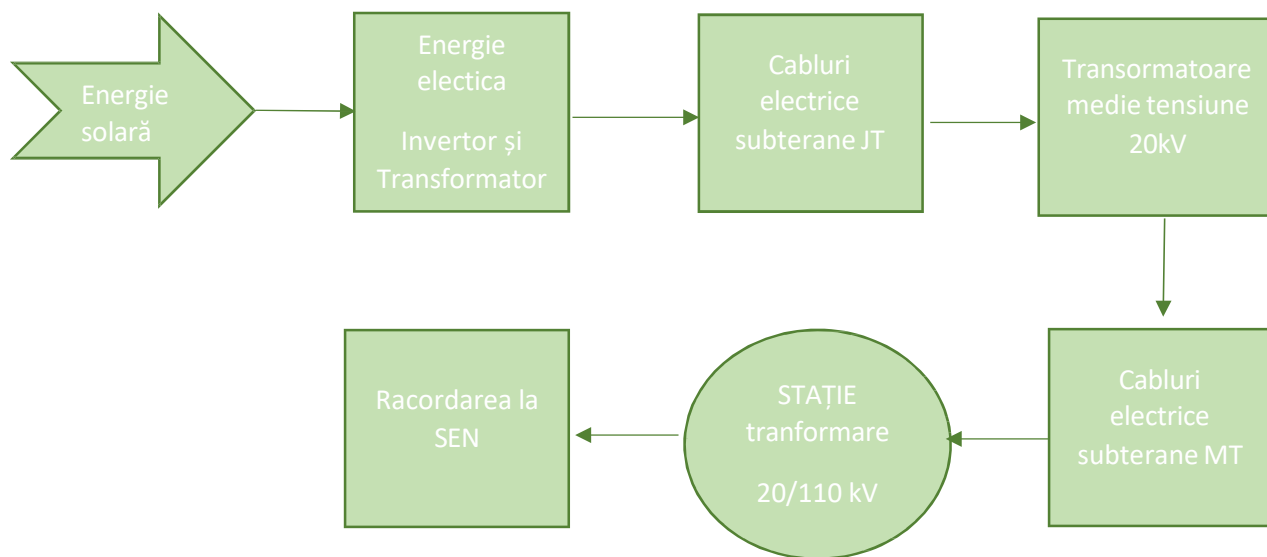 Energie
solară
Energie
electica
Invertor și
Transformator
Cabluri
electrice
subterane JT
Transormatoare
medie tensiune
20kV
Cabluri
electrice
subterane MT
STAȚIE
tranformare
20/110 kV
Racordarea la
SEN